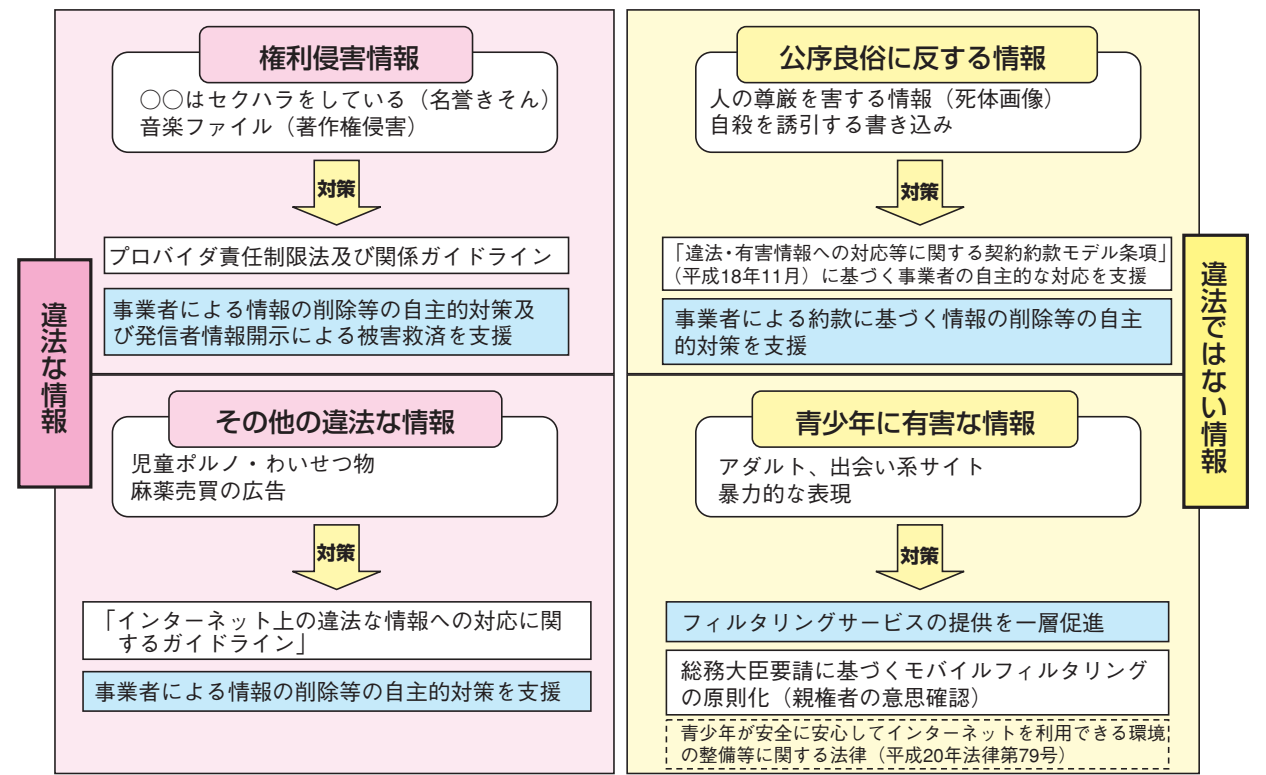 違法な情報
権利侵害情報
○○はセクハラをしている（名誉きそん）
音楽ファイル（著作権侵害）
対策
プロバイダ責任制限法及び関係ガイドライン
事業者による情報の削除等の自主的対策及
び発信者情報開示による被害救済を支援
その他の違法な情報
児童ポルノ・わいせつ物
麻薬売買の広告
対策
「インターネット上の違法な情報への対応に関
するガイドライン」
事業者による情報の削除等の自主的対策を支援
違法ではない情報
公序良俗に反する情報
人の尊厳を害する情報（死体画像）
自殺を誘引する書き込み
対策
「違法・有害情報への対応等に関する契約約款モデル条項」
（平成18年11月）に基づく事業者の自主的な対応を支援
事業者による約款に基づく情報の削除等の自主
的対策を支援
青少年に有害な情報
アダルト、出会い系サイト
暴力的な表現
対策
フィルタリングサービスの提供を一層促進
総務大臣要請に基づくモバイルフィルタリング
の原則化（親権者の意思確認）
青少年が安全に安心してインターネットを利用できる環境
の整備等に関する法律（平成20年法律第79号）